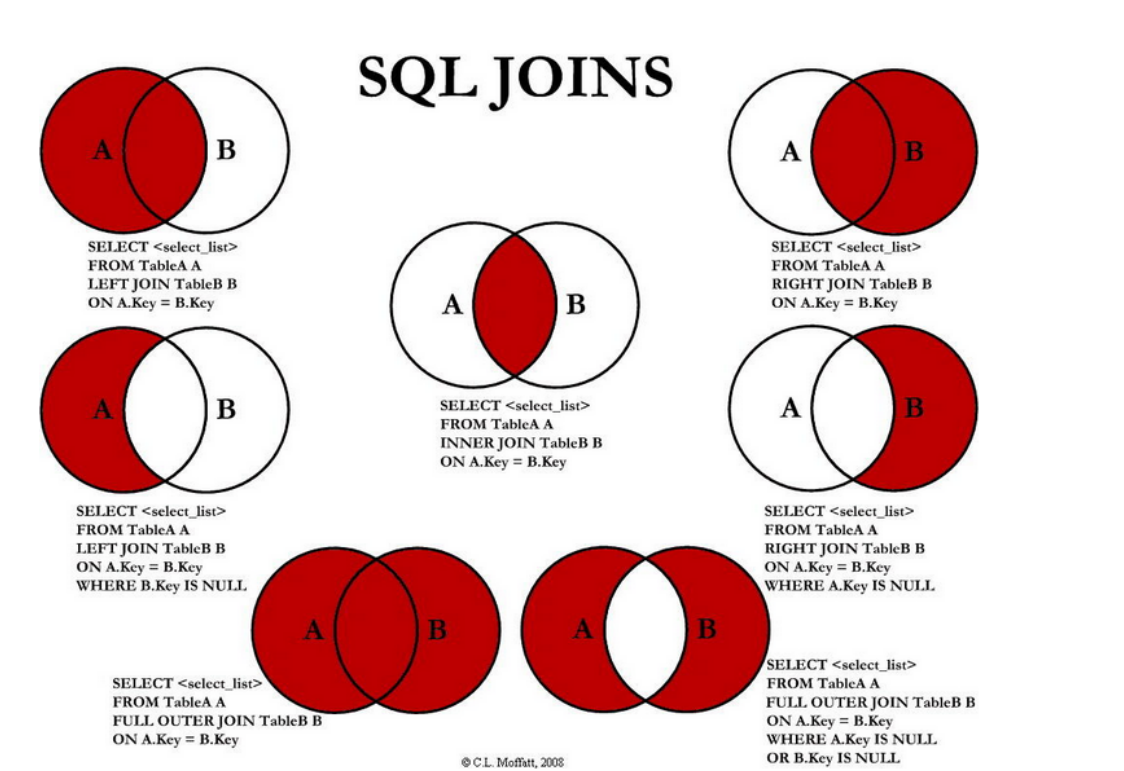 SQL JOINS
A B
SELECT <select_list>
FROM TableA A
LEFT JOIN TableB B
ON A.Key = B.Key
A B
SELECT <select_list>
FROM TableA A
RIGHT JOIN TableB B
ON A.Key = B.Key
A B
SELECT <select_list>
FROM TableA A
INNER JOIN TableB B
ON A.Key = B.Key
A B
SELECT <select_list>
FROM TableA A
LEFT JOIN TableB B
ON A.Key = B.Key
WHERE B.Key IS NULL
A B
SELECT <select_list>
FROM TableA A
RIGHT JOIN TableB B
ON A.Key = B.Key
WHERE A.Key IS NULL
A B
SELECT <select_list>
FROM TableA A
FULL OUTER JOIN TableB B
ON A.Key = B.Key
A B
SELECT <select_list>
FROM TableA A
FULL OUTER JOIN TableB B
ON A.Key = B.Key
WHERE A.Key IS NULL
OR B.Key IS NULL
© C.L. Moffatt, 2008